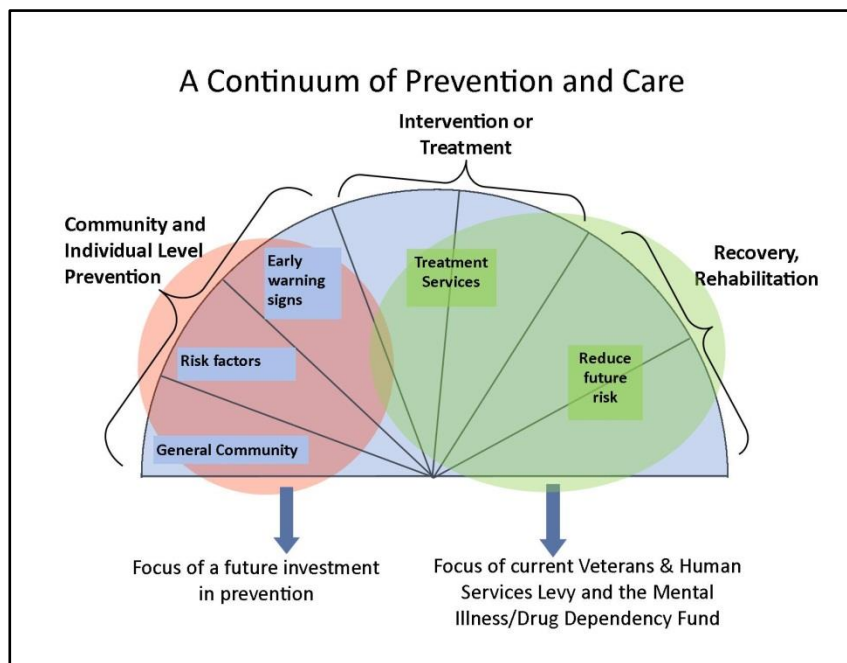 A Continuum of Prevention and Care
Intervention or
Treatment
Community and
Individual Level
Prevention
Early
warning
signs
Treatment
Services
Recovery,
Rehabilitation
Risk factors
Reduce
future
risk
General Community
Focus of a future investment
in prevention
Focus of current Veterans & Human
Services Levy and the Mental
Illness/Drug Dependency Fund